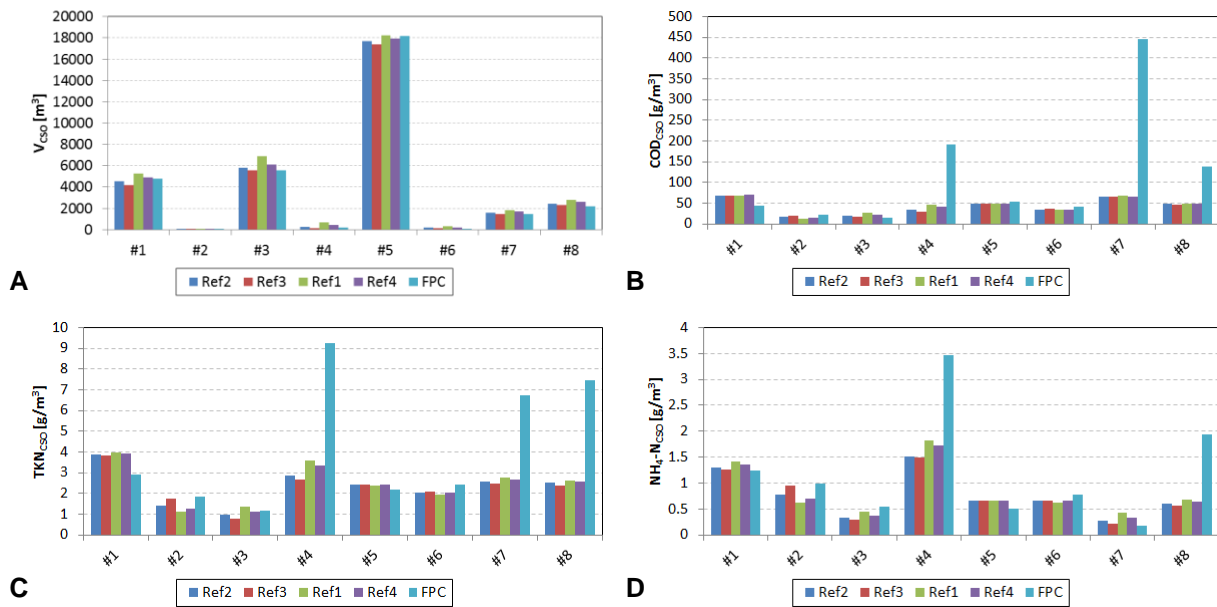 20000
18000
16000
14000
12000
10000
8000
6000
4000
2000
0
V_CSO [m³]
#1 #2 #3 #4 #5 #6 #7 #8
Ref2 Ref3 Ref1 Ref4 FPC
A
500
450
400
350
300
250
200
150
100
50
0
COD_CSO [g/m³]
#1 #2 #3 #4 #5 #6 #7 #8
Ref2 Ref3 Ref1 Ref4 FPC
B
10
9
8
7
6
5
4
3
2
1
0
TKN_CSO [g/m³]
#1 #2 #3 #4 #5 #6 #7 #8
Ref2 Ref3 Ref1 Ref4 FPC
C
4
3.5
3
2.5
2
1.5
1
0.5
0
NH₄-N_CSO [g/m³]
#1 #2 #3 #4 #5 #6 #7 #8
Ref2 Ref3 Ref1 Ref4 FPC
D